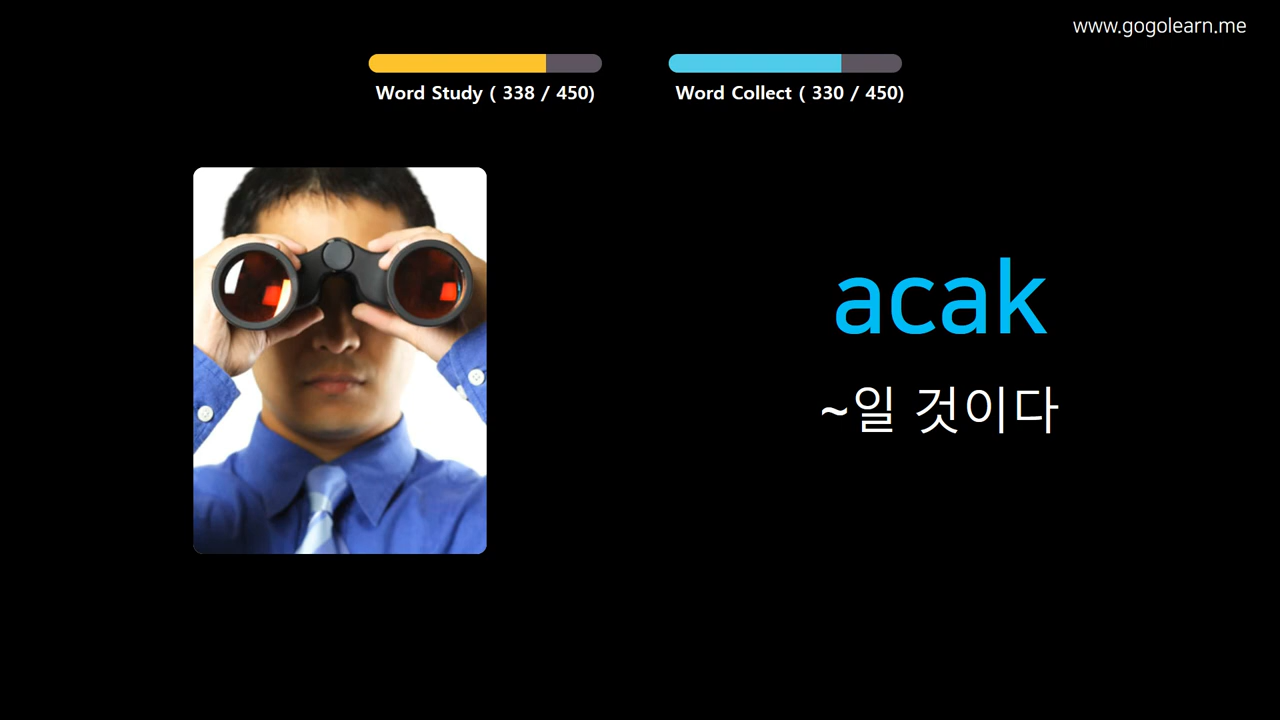 www.gogolearn.me
Word Study ( 338 / 450)
Word Collect ( 330 / 450)
acak
~일 것이다